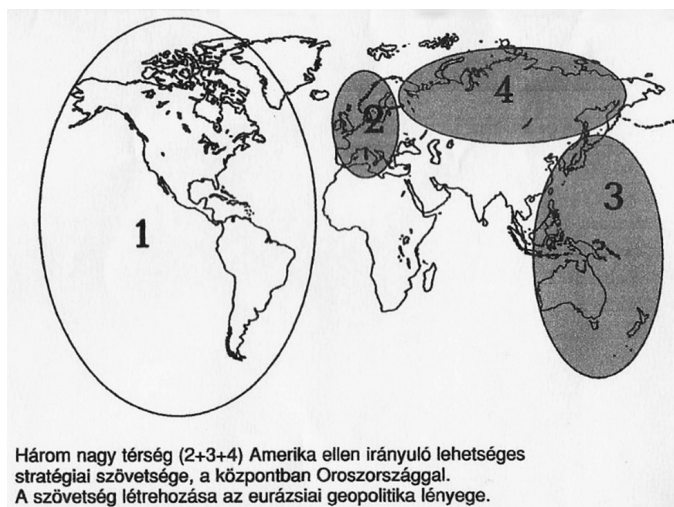 1
2
3
4
Három nagy térség (2+3+4) Amerika ellen irányuló lehetséges
stratégiai szövetsége, a központban Oroszországgal.
A szövetség létrehozása az eurázsiai geopolitika lényege.